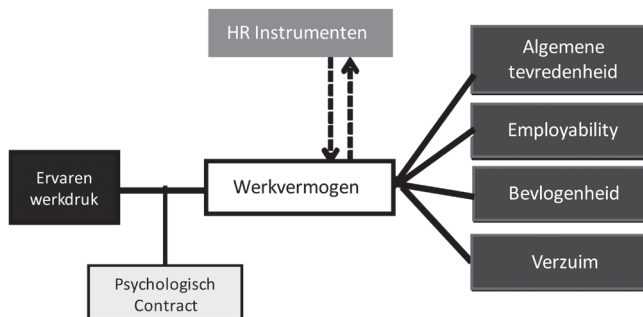 HR Instrumenten
Algemene
tevredenheid
Employability
Ervaren
werkdruk
Werkvermogen
Bevlogenheid
Verzuim
Psychologisch
Contract